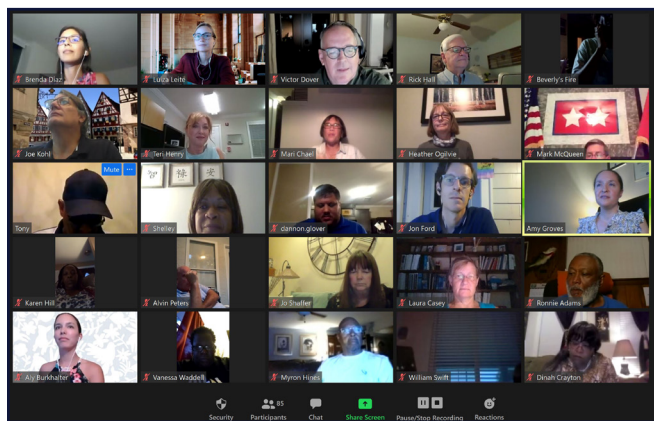 Brenda Diaz
Luiza Leite
Victor Dover
Rick Hall
Beverly's Fire
Joe Kohl
Teri Henry
Mari Chael
Heather Ogilvie
Mark McQueen
Mute ...
Tony
Shelley
dannon.glover
Jon Ford
Amy Groves
Karen Hill
Alvin Peters
Jo Shaffer
Laura Casey
Ronnie Adams
Aly Burkhalter
Vanessa Waddell
Myron Hines
William Swift
Dinah Crayton
85
Security
Participants
Chat
Share Screen
Pause/Stop Recording
Reactions